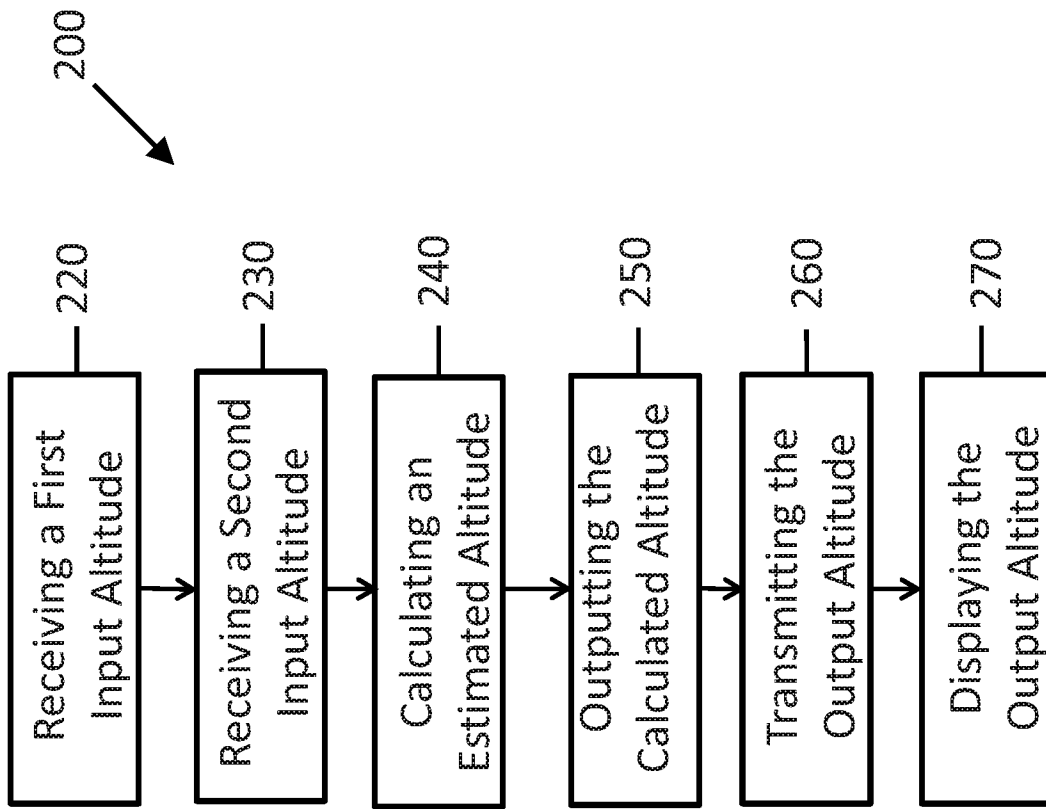 200
Receiving a First
Input Altitude
220
Receiving a Second
Input Altitude
230
Calculating an
Estimated Altitude
240
Outputting the
Calculated Altitude
250
Transmitting the
Output Altitude
260
Displaying the
Output Altitude
270